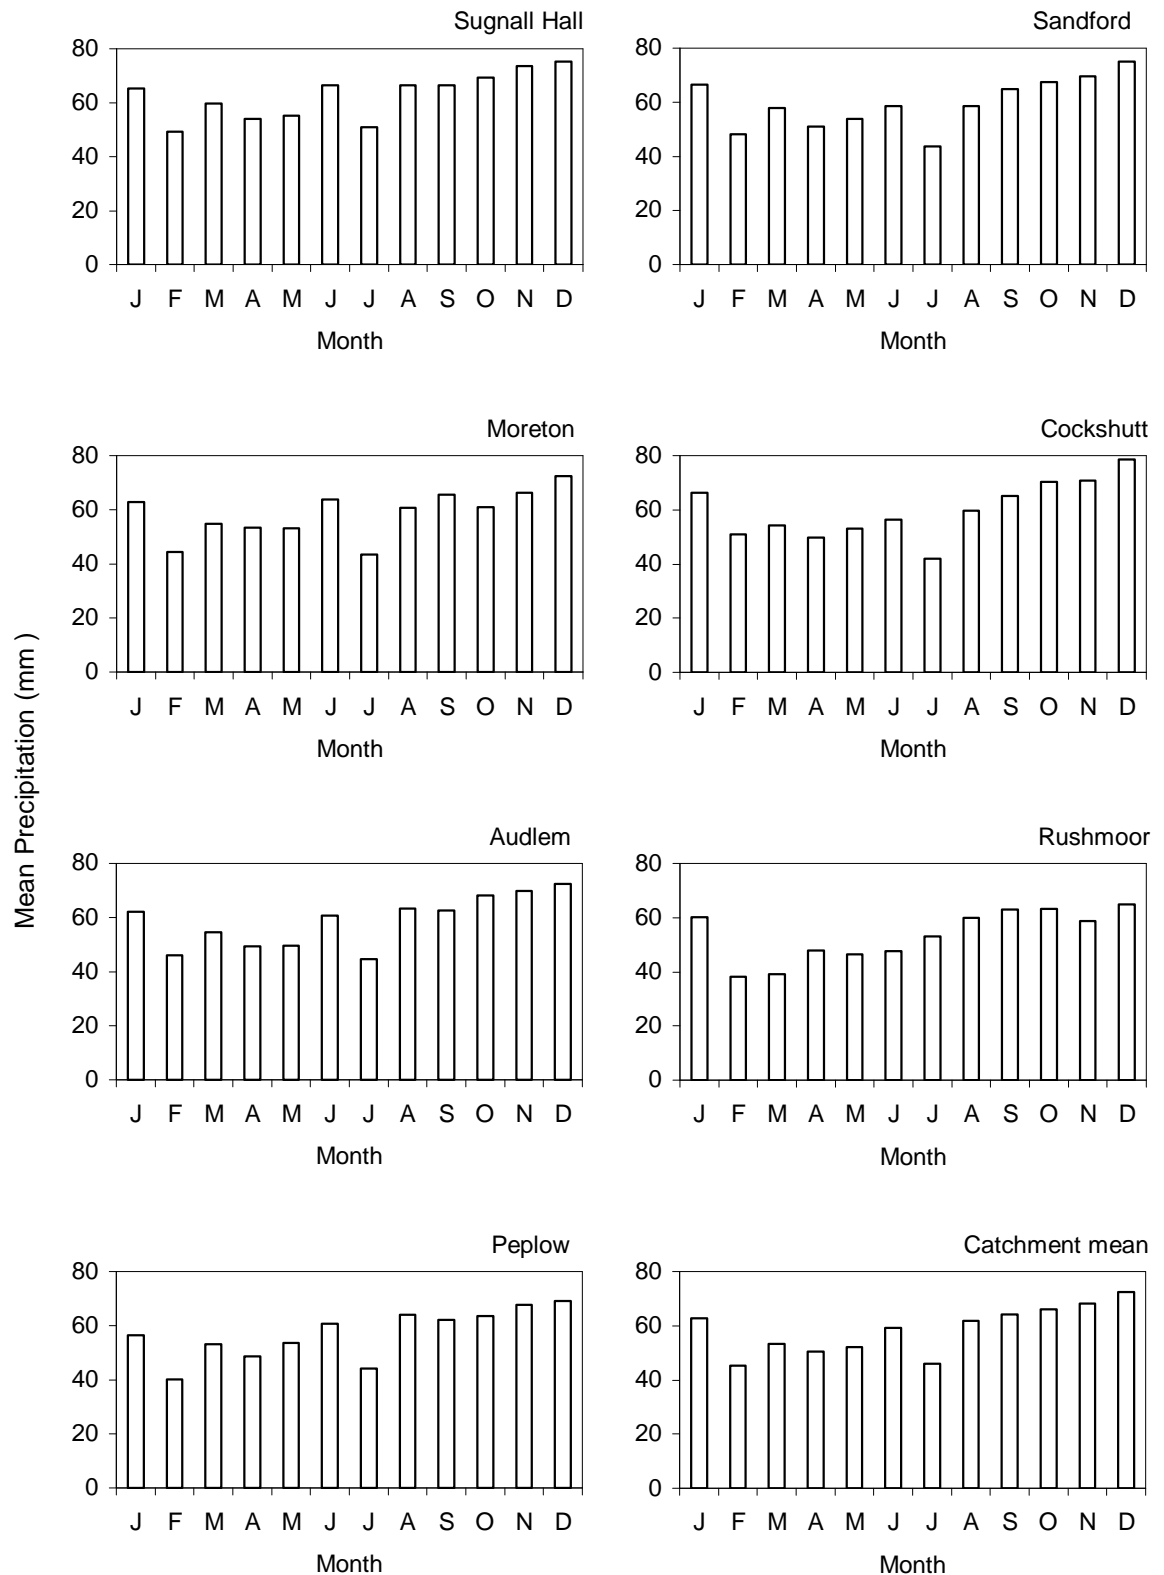 Sugnall Hall
80
60
40
20
0
J F M A M J J A S O N D
Month
Sandford
80
60
40
20
0
J F M A M J J A S O N D
Month
Moreton
80
60
40
20
0
J F M A M J J A S O N D
Month
Cockshutt
80
60
40
20
0
J F M A M J J A S O N D
Month
Mean Precipitation (mm )
Audlem
80
60
40
20
0
J F M A M J J A S O N D
Month
Rushmoor
80
60
40
20
0
J F M A M J J A S O N D
Month
Peplow
80
60
40
20
0
J F M A M J J A S O N D
Month
Catchment mean
80
60
40
20
0
J F M A M J J A S O N D
Month